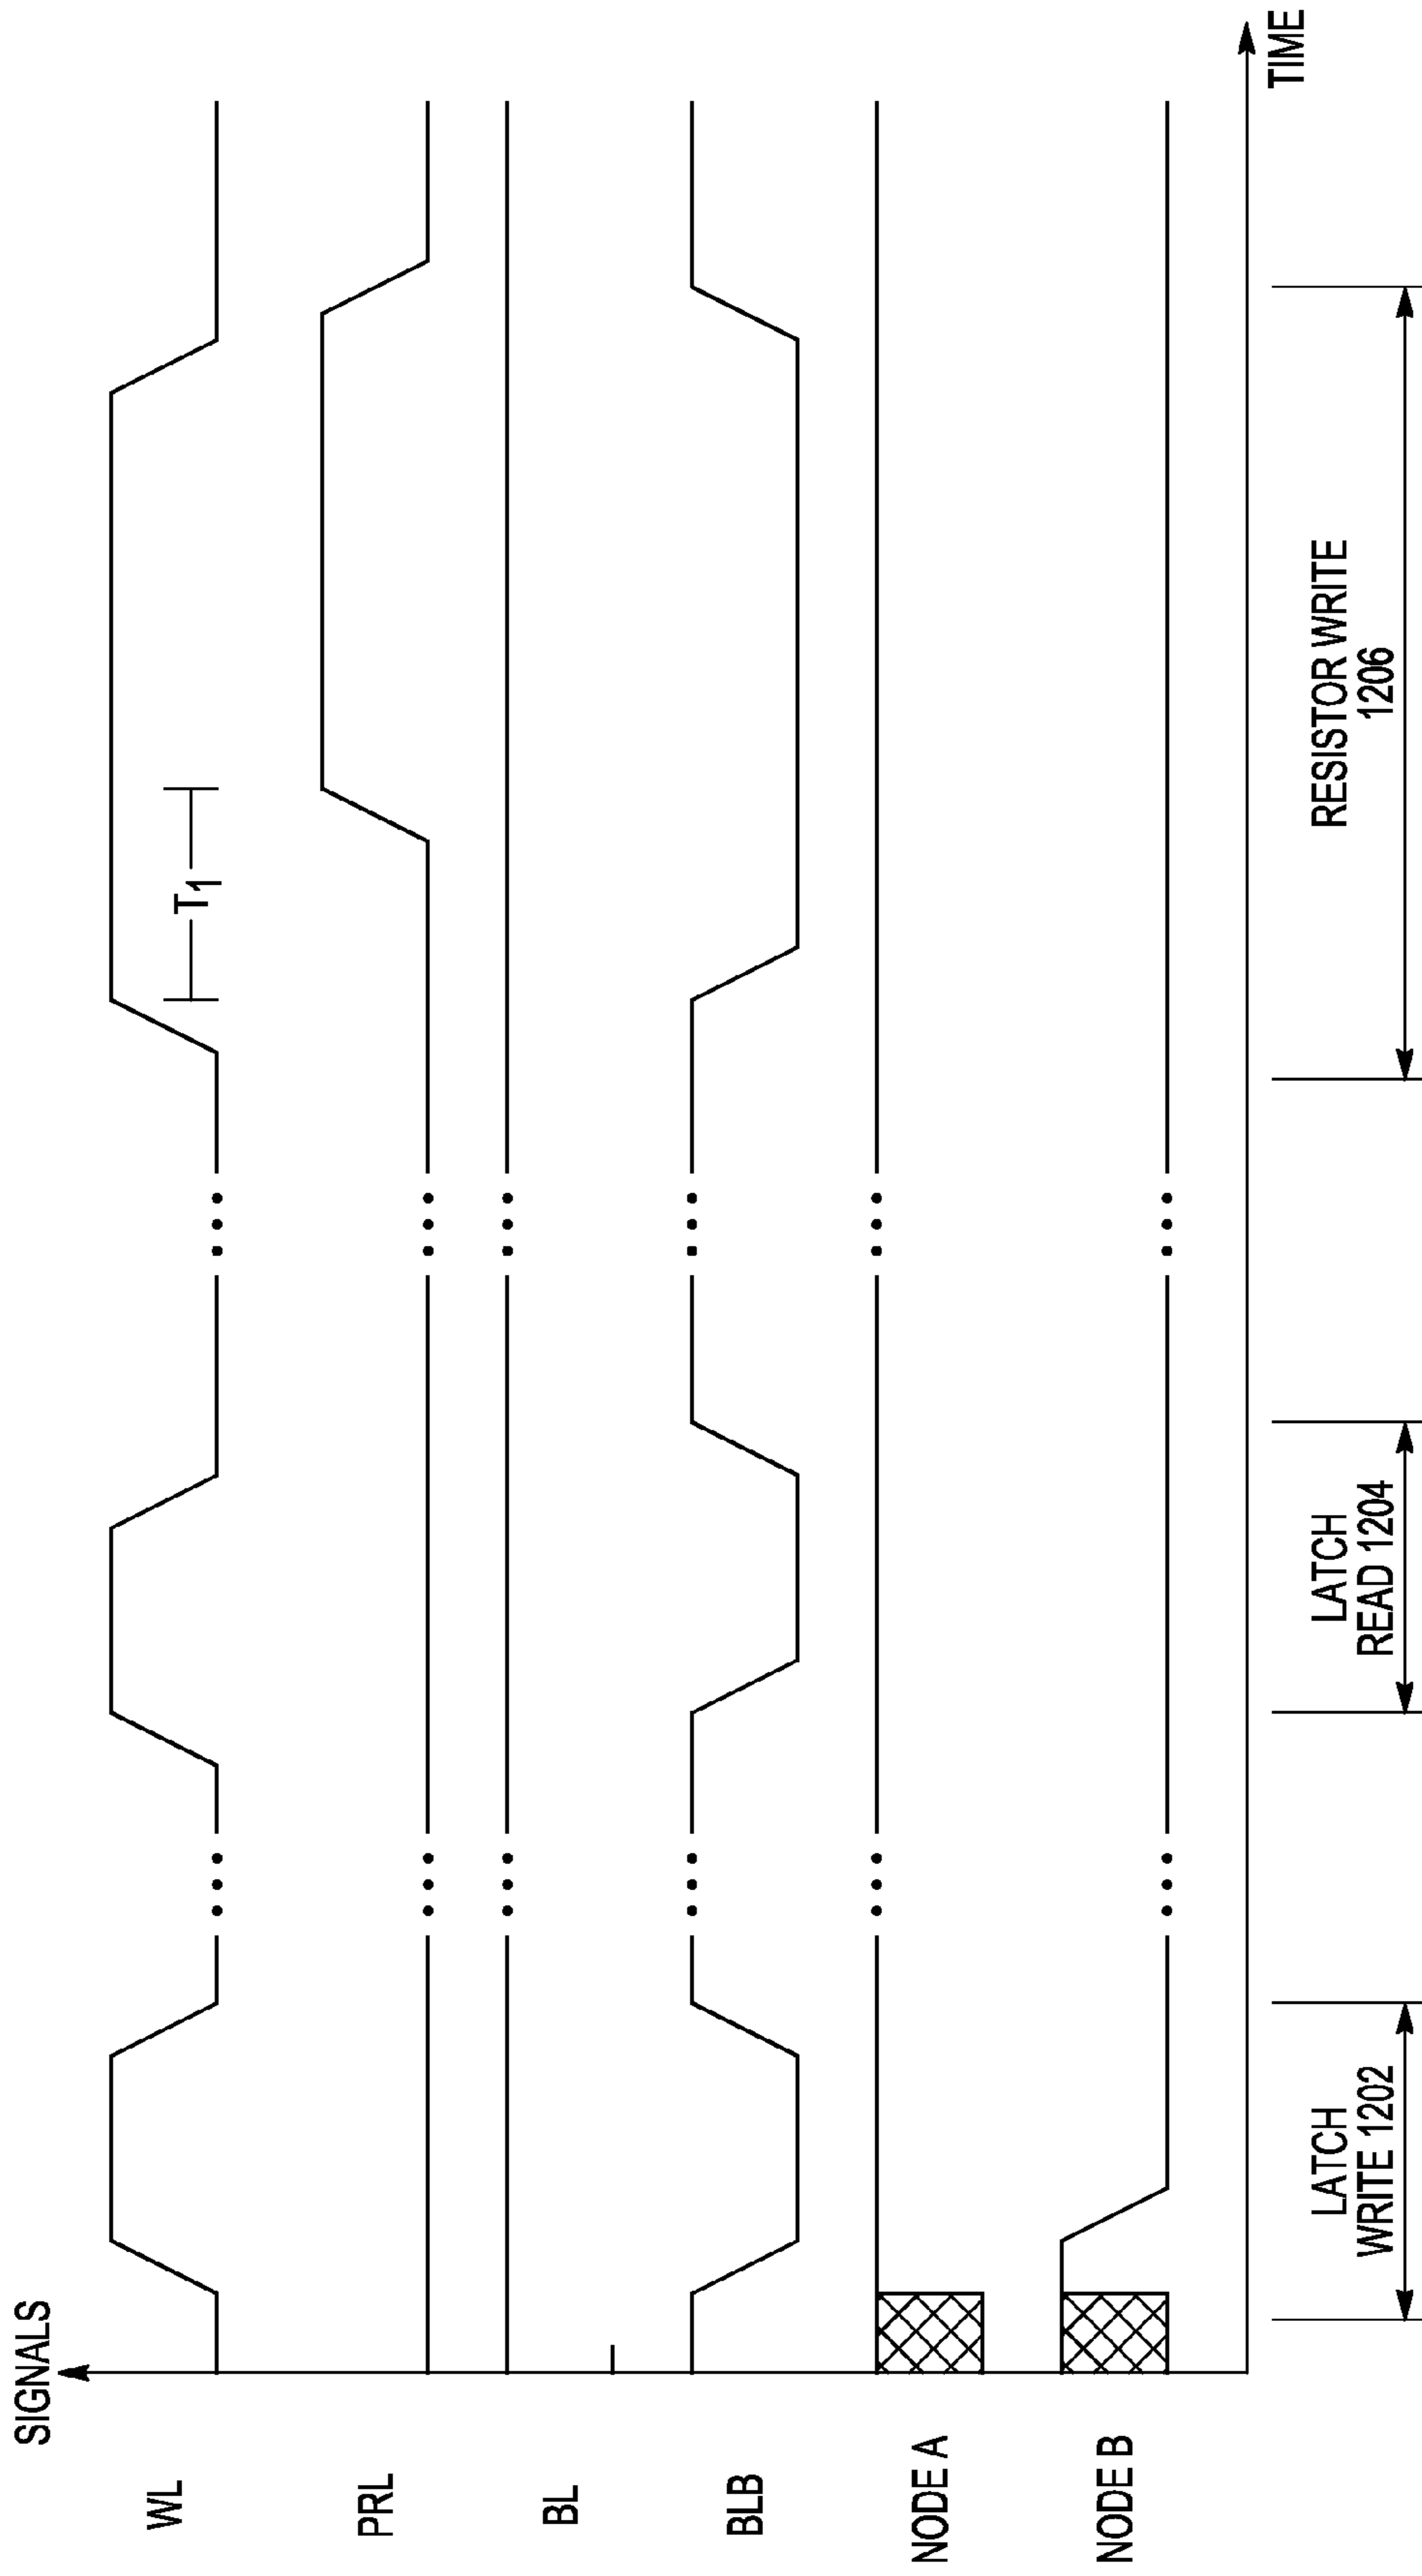 SIGNALS
WL
T1
PRL
BL
BLB
NODE A
NODE B
TIME
LATCH
WRITE 1202
LATCH
READ 1204
RESISTOR WRITE
1206